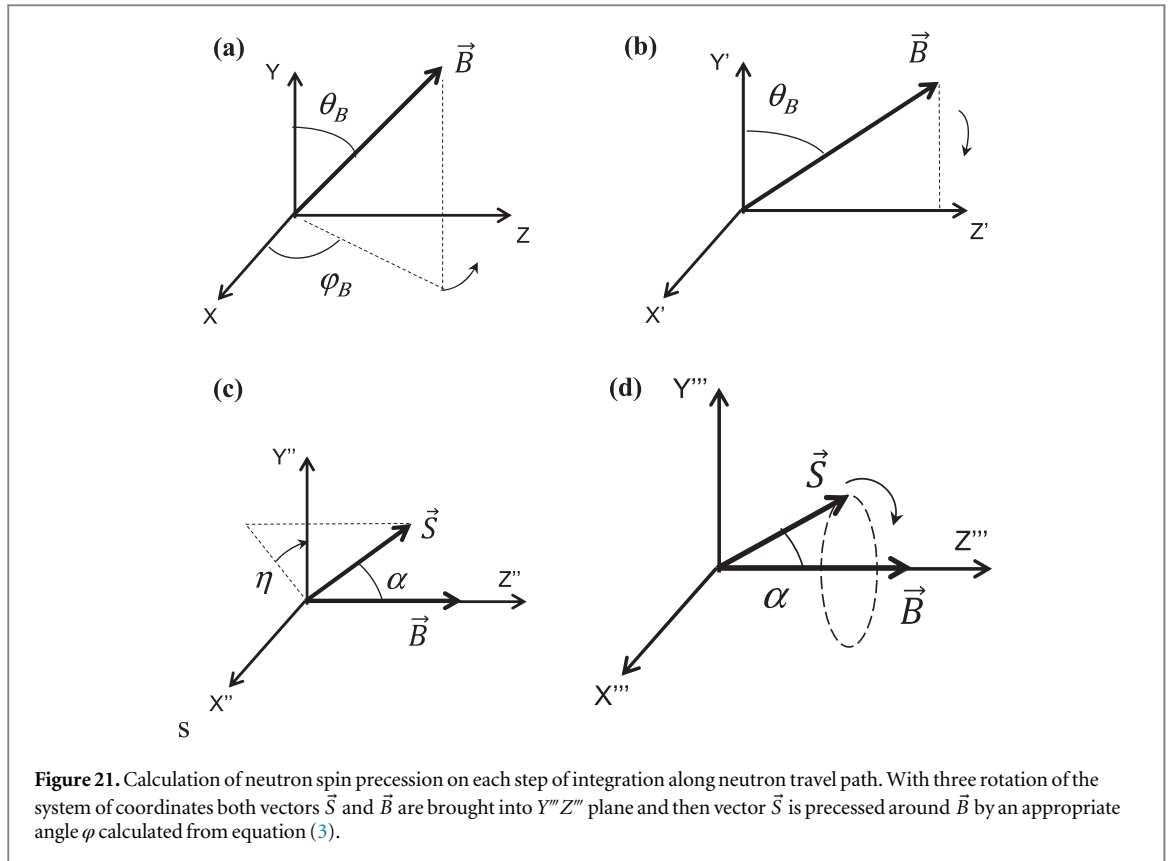 (a)
Y
θ_B
B⃗
Z
φ_B
X
(b)
Y'
θ_B
B⃗
Z'
X'
(c)
Y''
S⃗
η
α
Z''
B⃗
X''
S
(d)
Y'''
S⃗
Z'''
α
B⃗
X'''
Figure 21. Calculation of neutron spin precession on each step of integration along neutron travel path. With three rotation of the
system of coordinates both vectors S⃗ and B⃗ are brought into Y'''Z''' plane and then vector S⃗ is precessed around B⃗ by an appropriate
angle φ calculated from equation (3).